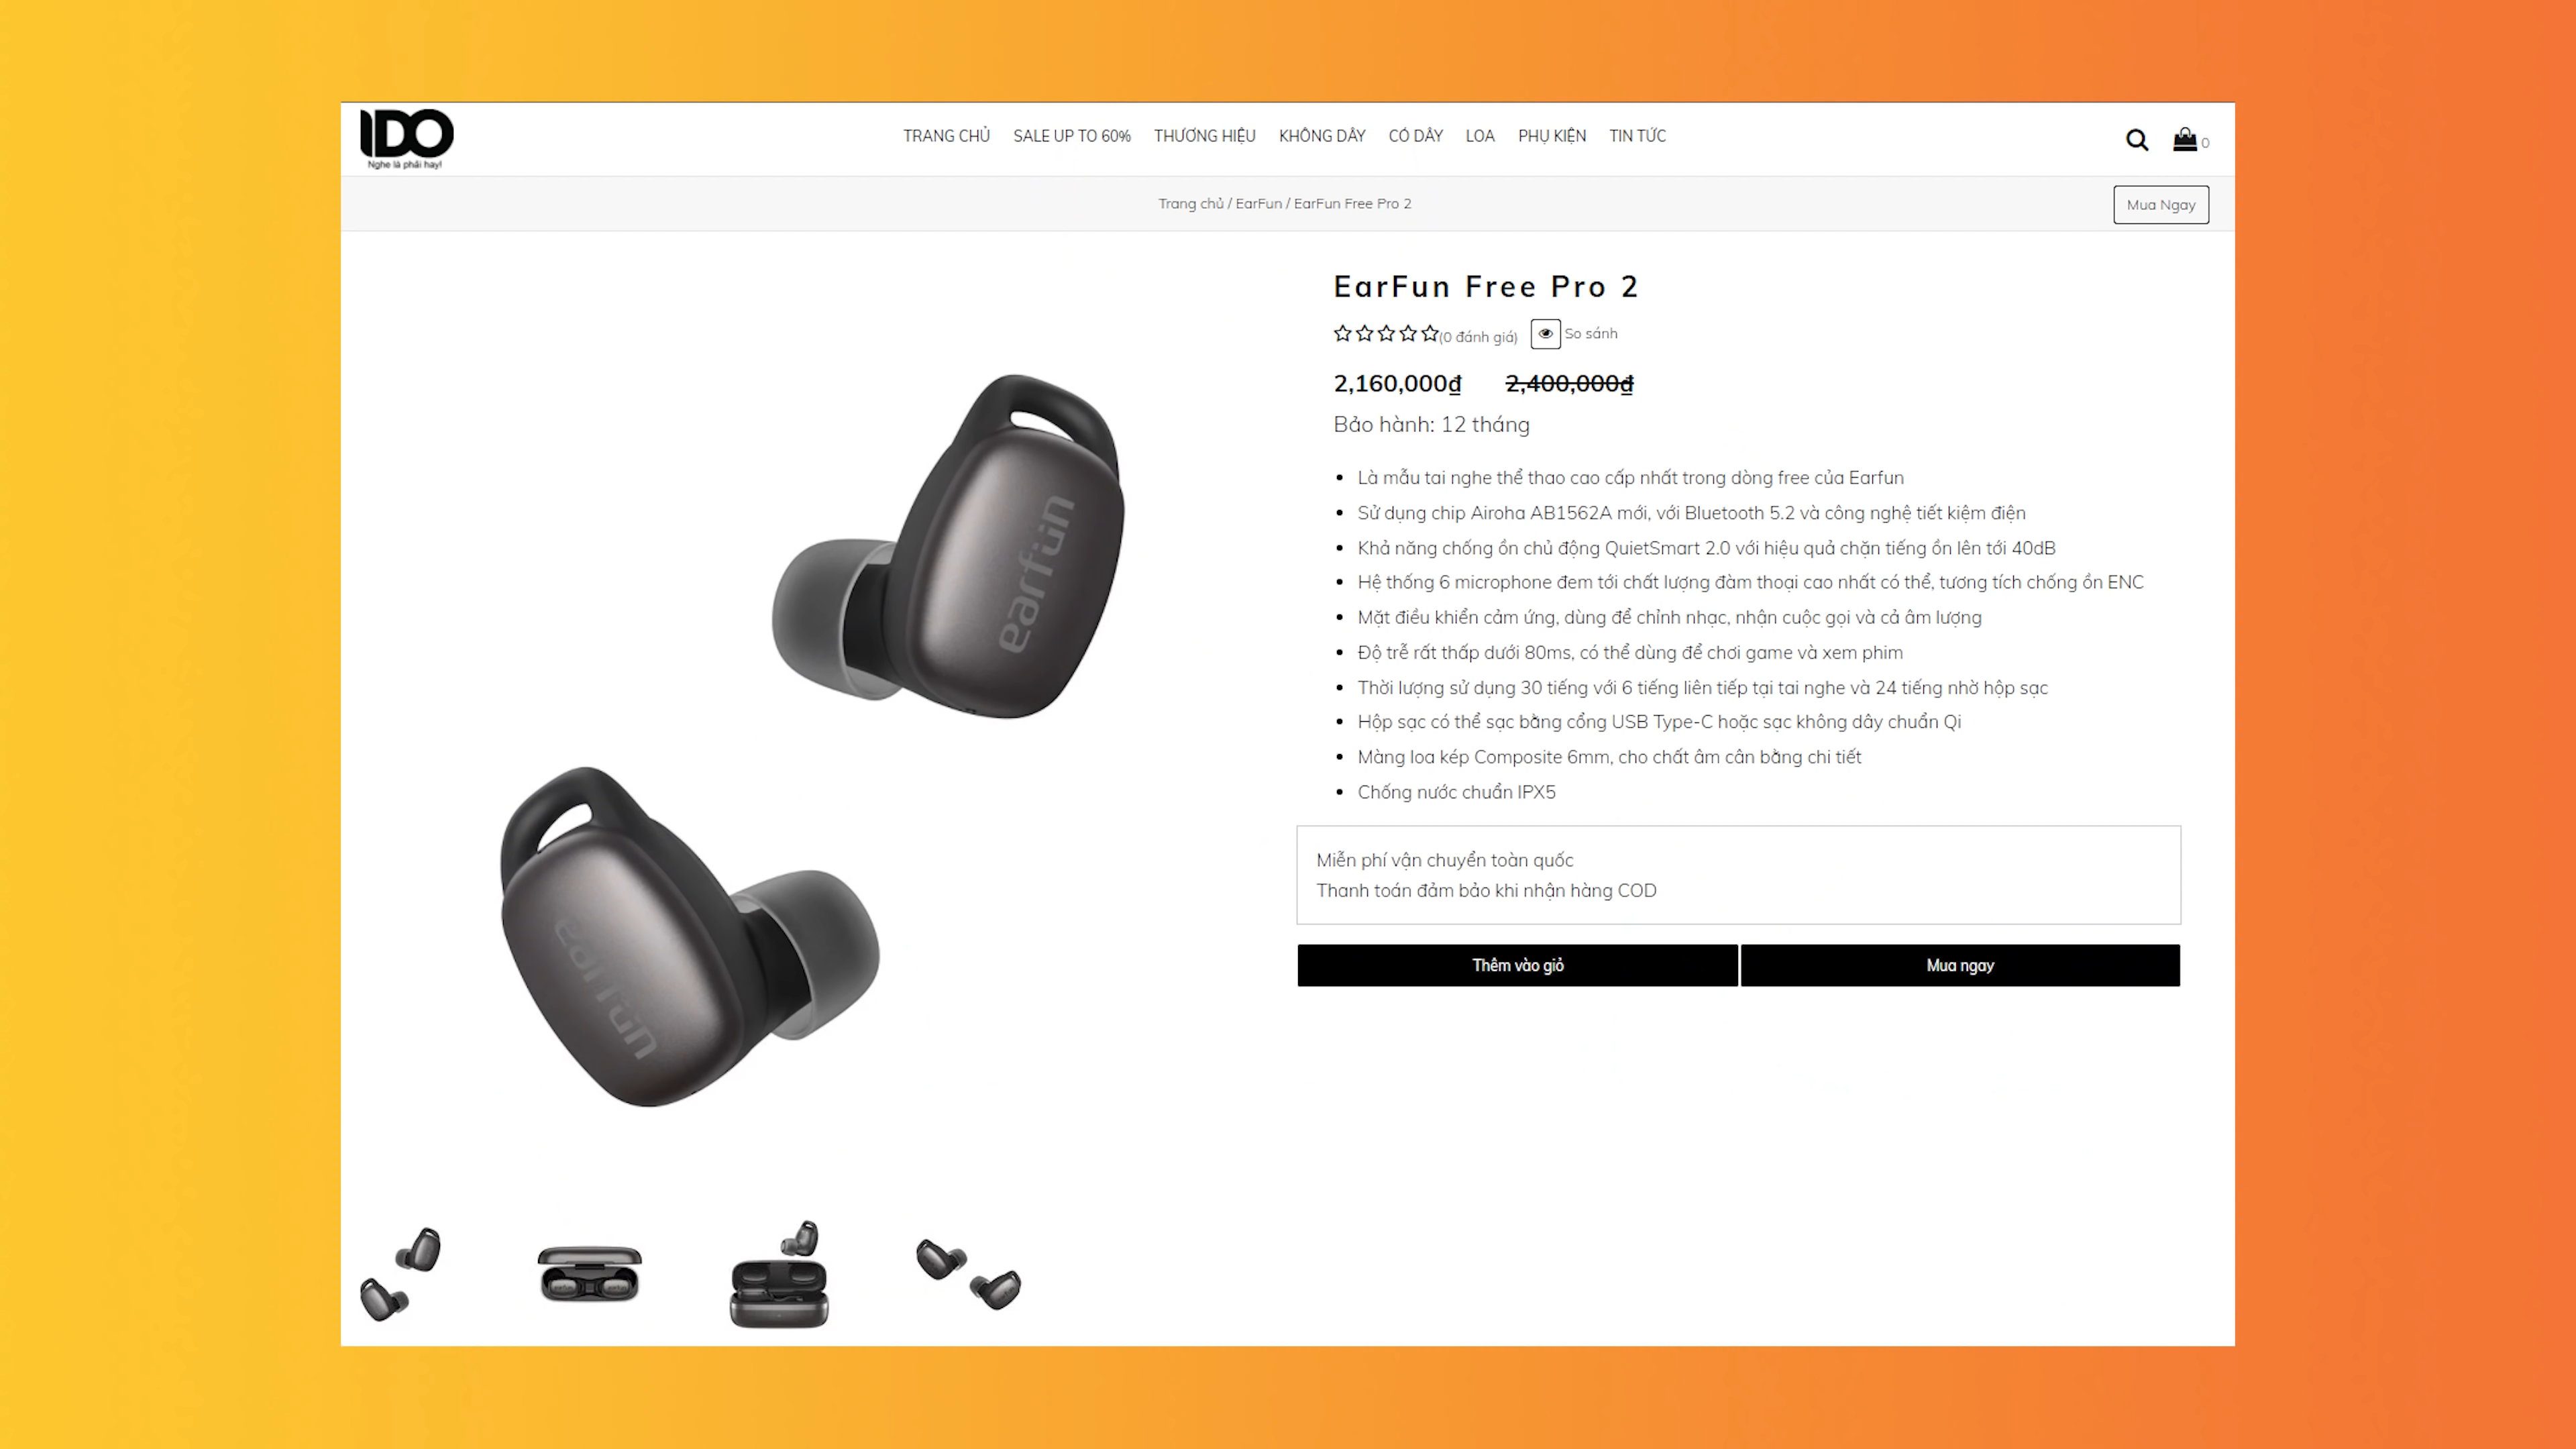 IDO
Nghe là phải hay!
TRANG CHỦ SALE UP TO 60% THƯƠNG HIỆU KHÔNG DÂY CÓ DÂY LOA PHỤ KIỆN TIN TỨC
0
Trang chủ / EarFun / EarFun Free Pro 2
Mua Ngay
EarFun Free Pro 2
(0 đánh giá) So sánh
2,160,000₫ 2,400,000₫
Bảo hành: 12 tháng
Là mẫu tai nghe thể thao cao cấp nhất trong dòng free của Earfun
Sử dụng chip Airoha AB1562A mới, với Bluetooth 5.2 và công nghệ tiết kiệm điện
Khả năng chống ồn chủ động QuietSmart 2.0 với hiệu quả chặn tiếng ồn lên tới 40dB
Hệ thống 6 microphone đem tới chất lượng đàm thoại cao nhất có thể, tương tích chống ồn ENC
Mặt điều khiển cảm ứng, dùng để chỉnh nhạc, nhận cuộc gọi và cả âm lượng
Độ trễ rất thấp dưới 80ms, có thể dùng để chơi game và xem phim
Thời lượng sử dụng 30 tiếng với 6 tiếng liên tiếp tại tai nghe và 24 tiếng nhờ hộp sạc
Hộp sạc có thể sạc bằng cổng USB Type-C hoặc sạc không dây chuẩn Qi
Màng loa kép Composite 6mm, cho chất âm cân bằng chi tiết
Chống nước chuẩn IPX5
Miễn phí vận chuyển toàn quốc
Thanh toán đảm bảo khi nhận hàng COD
Thêm vào giỏ
Mua ngay
earfun
earfun